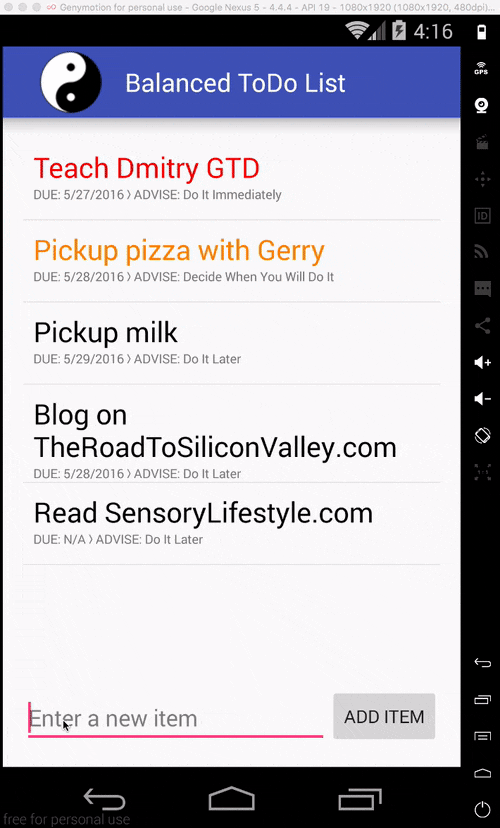 Genymotion for personal use - Google Nexus 5 - 4.4.4 - API 19 - 1080x1920 (1080x1920, 480dpi)...
4:16
GPS
Balanced ToDo List
Teach Dmitry GTD
DUE: 5/27/2016 〉ADVISE: Do It Immediately
Pickup pizza with Gerry
DUE: 5/28/2016 〉ADVISE: Decide When You Will Do It
ID
Pickup milk
DUE: 5/29/2016 〉ADVISE: Do It Later
Blog on
TheRoadToSiliconValley.com
DUE: 5/28/2016 〉ADVISE: Do It Later
1:1
Read SensoryLifestyle.com
DUE: N/A 〉ADVISE: Do It Later
Enter a new item
ADD ITEM
free for personal use